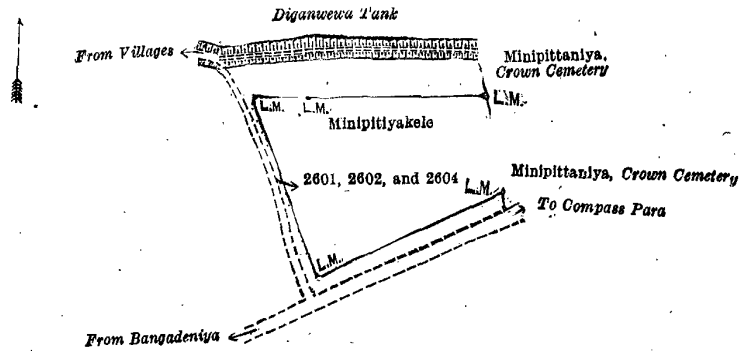 Diganwewa Tank
From Villages
Minipittaniya,
Crown Cemetery
L.M.
L.M.
L.M.
Minipitiyakele
2601, 2602, and 2604
L.M.
Minipittaniya, Crown Cemetery
To Compass Para
L.M.
From Bangadeniya